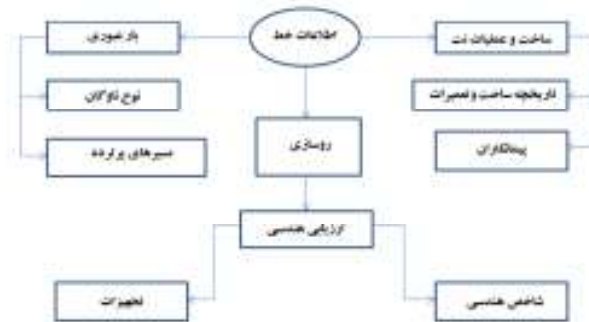 ساخت و عملیات نت
اطلاعات خط
بار عبوری
تاریخچه ساخت و تعمیرات
نوع ناوگان
پیمانکاران
روسازی
مسیرهای پرتردد
ارزیابی هندسی
شاخص هندسی
تجهیزات